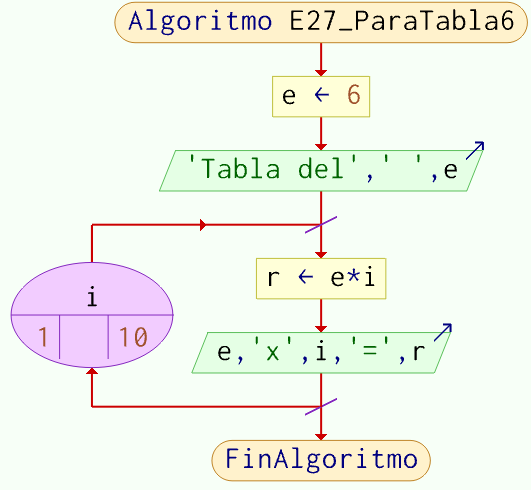 Algoritmo E27_ParaTabla6
e ← 6
'Tabla del',' ',e
r ← e*i
i
1 10
e,'x',i,'=',r
FinAlgoritmo